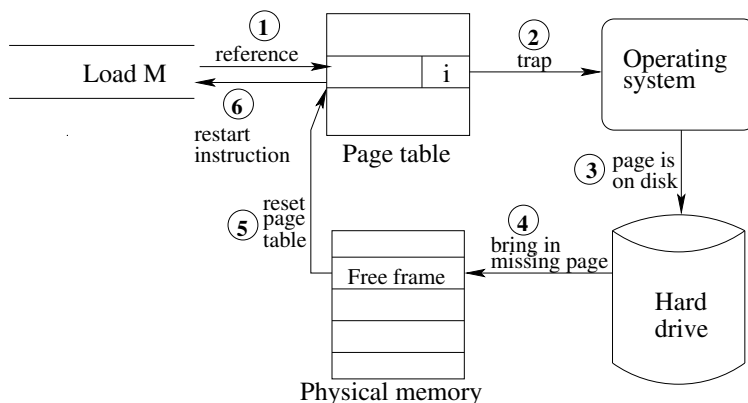 1
reference
Load M
6
restart
instruction
i
Page table
2
trap
Operating
system
3
page is
on disk
4
bring in
missing page
Hard
drive
5
reset
page
table
Free frame
Physical memory